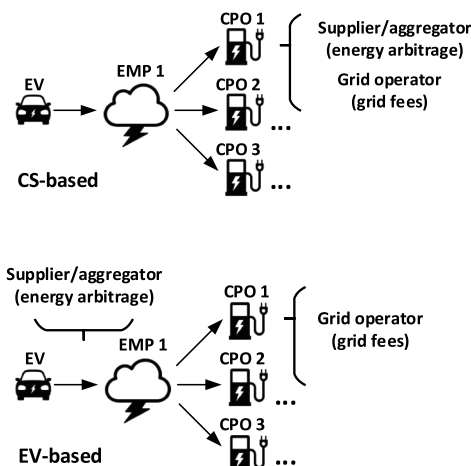 CPO 1
Supplier/aggregator
(energy arbitrage)
EMP 1
EV
CPO 2
Grid operator
(grid fees)
...
CPO 3
CS-based
...
Supplier/aggregator
(energy arbitrage)
CPO 1
EV
EMP 1
Grid operator
(grid fees)
CPO 2
...
CPO 3
EV-based
...